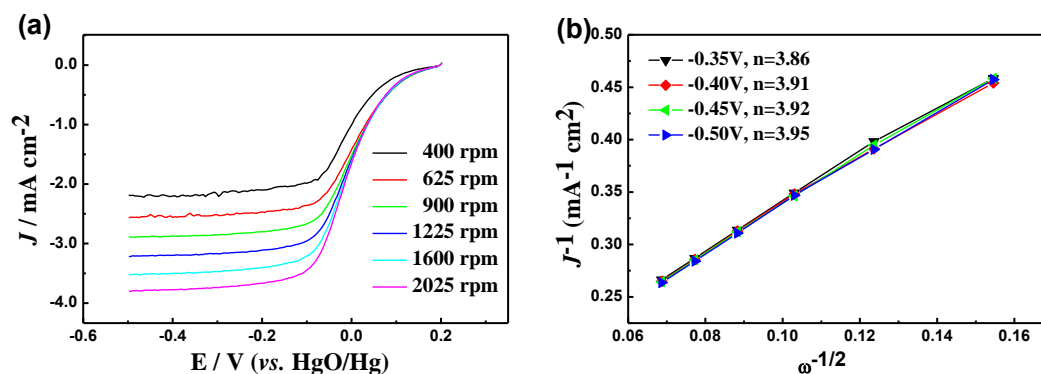 (a)
0.0
-1.0
-2.0
-3.0
-4.0
J / mA cm-2
400 rpm
625 rpm
900 rpm
1225 rpm
1600 rpm
2025 rpm
-0.6
-0.4
-0.2
0.0
0.2
E / V (vs. HgO/Hg)
(b)
0.50
0.45
0.40
0.35
0.30
0.25
J-1 (mA-1 cm2)
-0.35V, n=3.86
-0.40V, n=3.91
-0.45V, n=3.92
-0.50V, n=3.95
0.06
0.08
0.10
0.12
0.14
0.16
ω-1/2